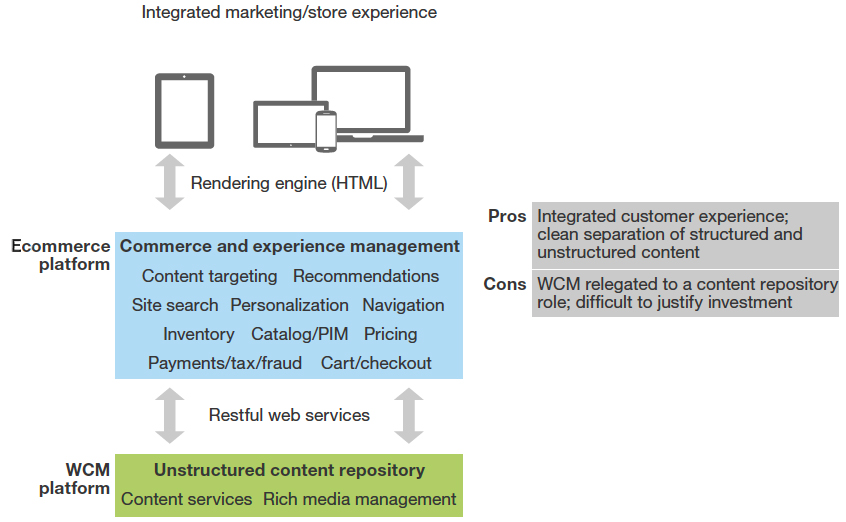 Integrated marketing/store experience
Rendering engine (HTML)
Ecommerce
platform
Commerce and experience management
Content targeting Recommendations
Site search Personalization Navigation
Inventory Catalog/PIM Pricing
Payments/tax/fraud Cart/checkout
Pros
Integrated customer experience;
clean separation of structured and
unstructured content
Cons
WCM relegated to a content repository
role; difficult to justify investment
Restful web services
WCM
platform
Unstructured content repository
Content services Rich media management